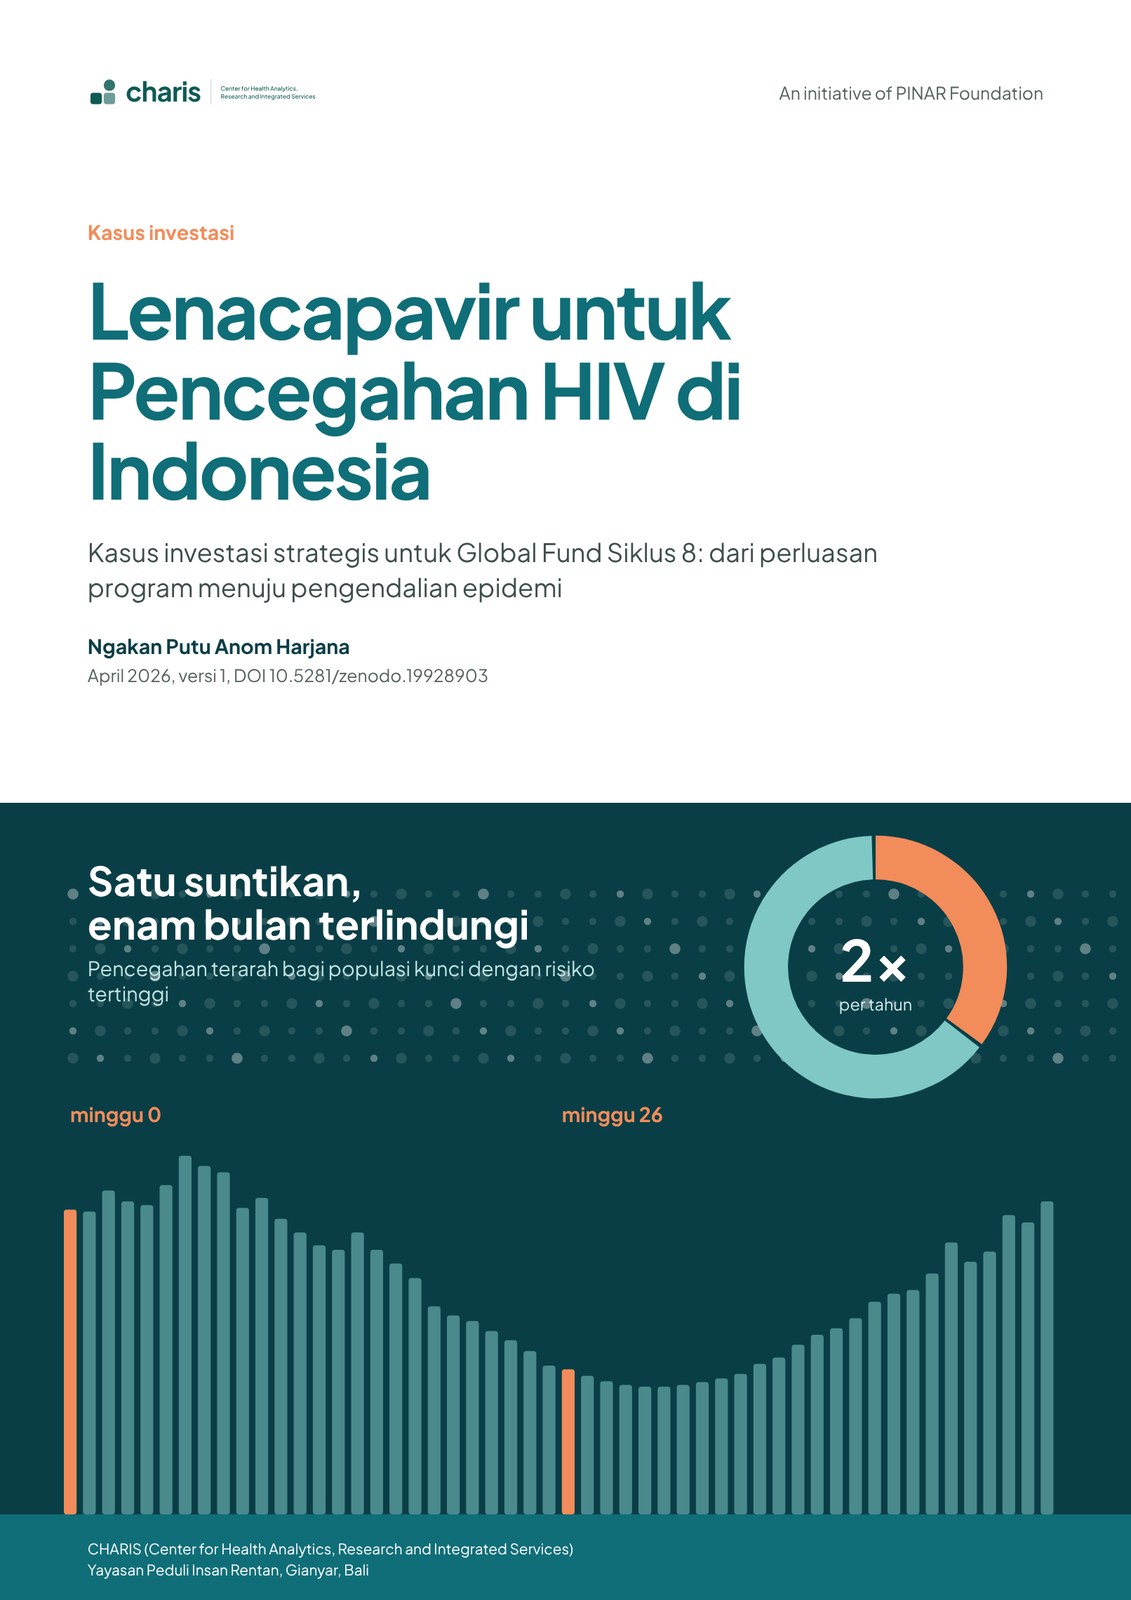 charis
Center for Health Analytics,
Research and Integrated Services
An initiative of PINAR Foundation
Kasus investasi
Lenacapavir untuk
Pencegahan HIV di
Indonesia
Kasus investasi strategis untuk Global Fund Siklus 8: dari perluasan
program menuju pengendalian epidemi
Ngakan Putu Anom Harjana
April 2026, versi 1, DOI 10.5281/zenodo.19928903
Satu suntikan,
enam bulan terlindungi
Pencegahan terarah bagi populasi kunci dengan risiko
tertinggi
2×
per tahun
minggu 0
minggu 26
CHARIS (Center for Health Analytics, Research and Integrated Services)
Yayasan Peduli Insan Rentan, Gianyar, Bali